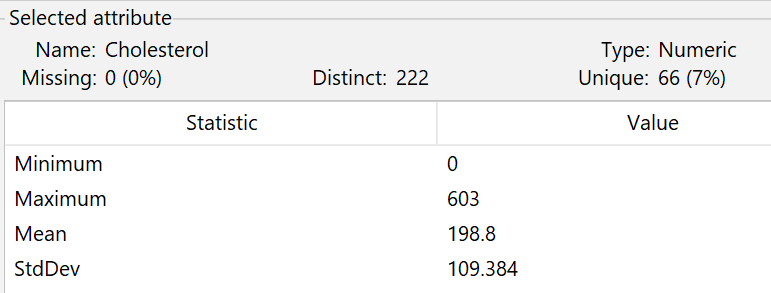 Selected attribute
Name: Cholesterol Type: Numeric
Missing: 0 (0%) Distinct: 222 Unique: 66 (7%)
Statistic Value
Minimum 0
Maximum 603
Mean 198.8
StdDev 109.384